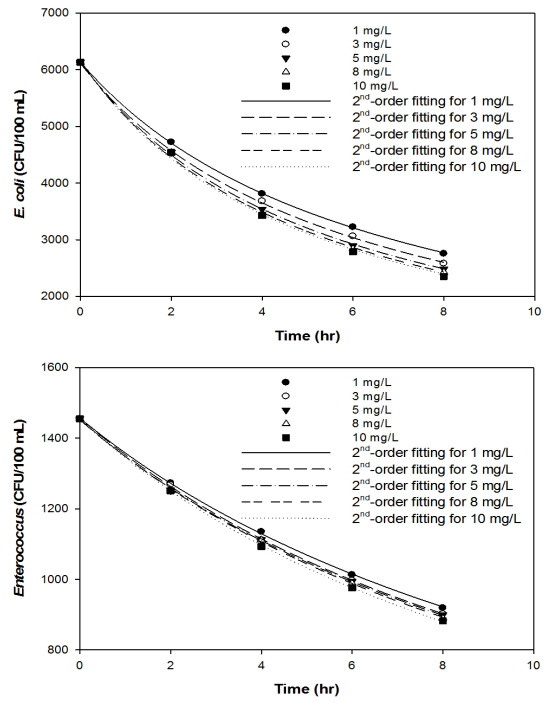 7000
6000
5000
4000
3000
2000
E. coli (CFU/100 mL)
1 mg/L
3 mg/L
5 mg/L
8 mg/L
10 mg/L
2nd-order fitting for 1 mg/L
2nd-order fitting for 3 mg/L
2nd-order fitting for 5 mg/L
2nd-order fitting for 8 mg/L
2nd-order fitting for 10 mg/L
0 2 4 6 8 10
Time (hr)
1600
1400
1200
1000
800
Enterococcus (CFU/100 mL)
1 mg/L
3 mg/L
5 mg/L
8 mg/L
10 mg/L
2nd-order fitting for 1 mg/L
2nd-order fitting for 3 mg/L
2nd-order fitting for 5 mg/L
2nd-order fitting for 8 mg/L
2nd-order fitting for 10 mg/L
0 2 4 6 8 10
Time (hr)